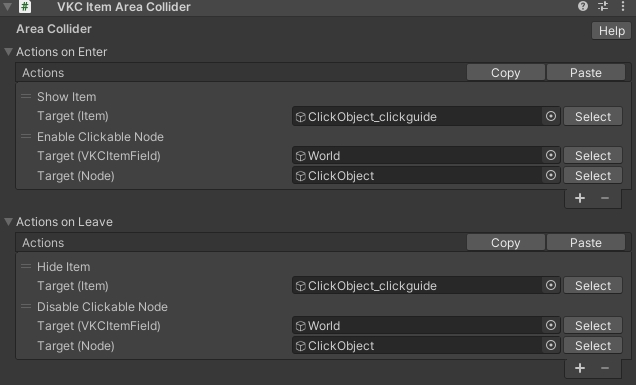 # VKC Item Area Collider
Area Collider Help
Actions on Enter
Actions Copy Paste
Show Item
Target (Item) ClickObject_clickguide Select
Enable Clickable Node
Target (VKCItemField) World Select
Target (Node) ClickObject Select
+ −
Actions on Leave
Actions Copy Paste
Hide Item
Target (Item) ClickObject_clickguide Select
Disable Clickable Node
Target (VKCItemField) World Select
Target (Node) ClickObject Select
+ −